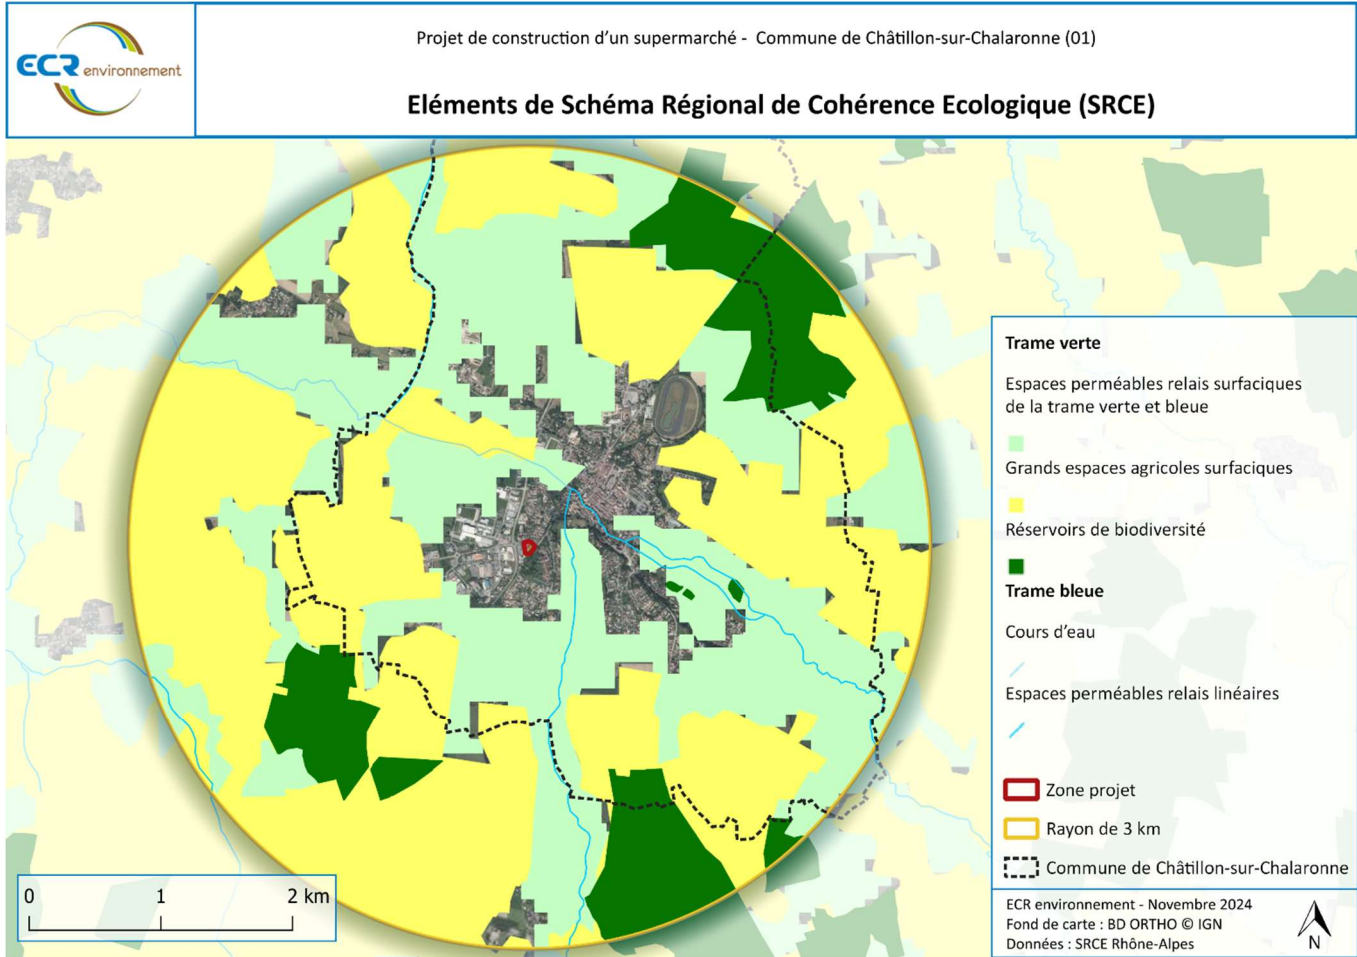 ECR environnement
Projet de construction d'un supermarché - Commune de Châtillon-sur-Chalaronne (01)
Eléments de Schéma Régional de Cohérence Ecologique (SRCE)
Trame verte
Espaces perméables relais surfaciques
de la trame verte et bleue
Grands espaces agricoles surfaciques
Réservoirs de biodiversité
Trame bleue
Cours d'eau
Espaces perméables relais linéaires
Zone projet
Rayon de 3 km
Commune de Châtillon-sur-Chalaronne
0 1 2 km
ECR environnement - Novembre 2024
Fond de carte : BD ORTHO © IGN
Données : SRCE Rhône-Alpes
N